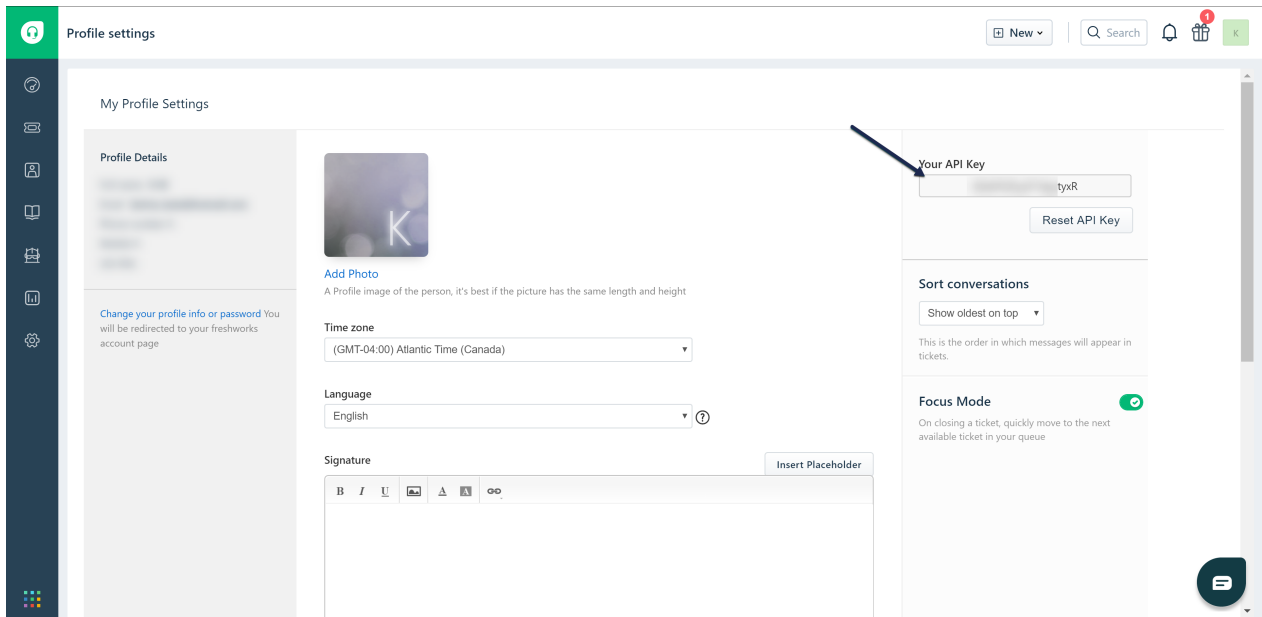 Profile settings
New
Search
1
K
My Profile Settings
Profile Details
Change your profile info or password You
will be redirected to your freshworks
account page
K
Add Photo
A Profile image of the person, it's best if the picture has the same length and height
Time zone
(GMT-04:00) Atlantic Time (Canada)
Language
English
?
Signature
Insert Placeholder
B I U A A
Your API Key
tyxR
Reset API Key
Sort conversations
Show oldest on top
This is the order in which messages will appear in
tickets.
Focus Mode
On closing a ticket, quickly move to the next
available ticket in your queue